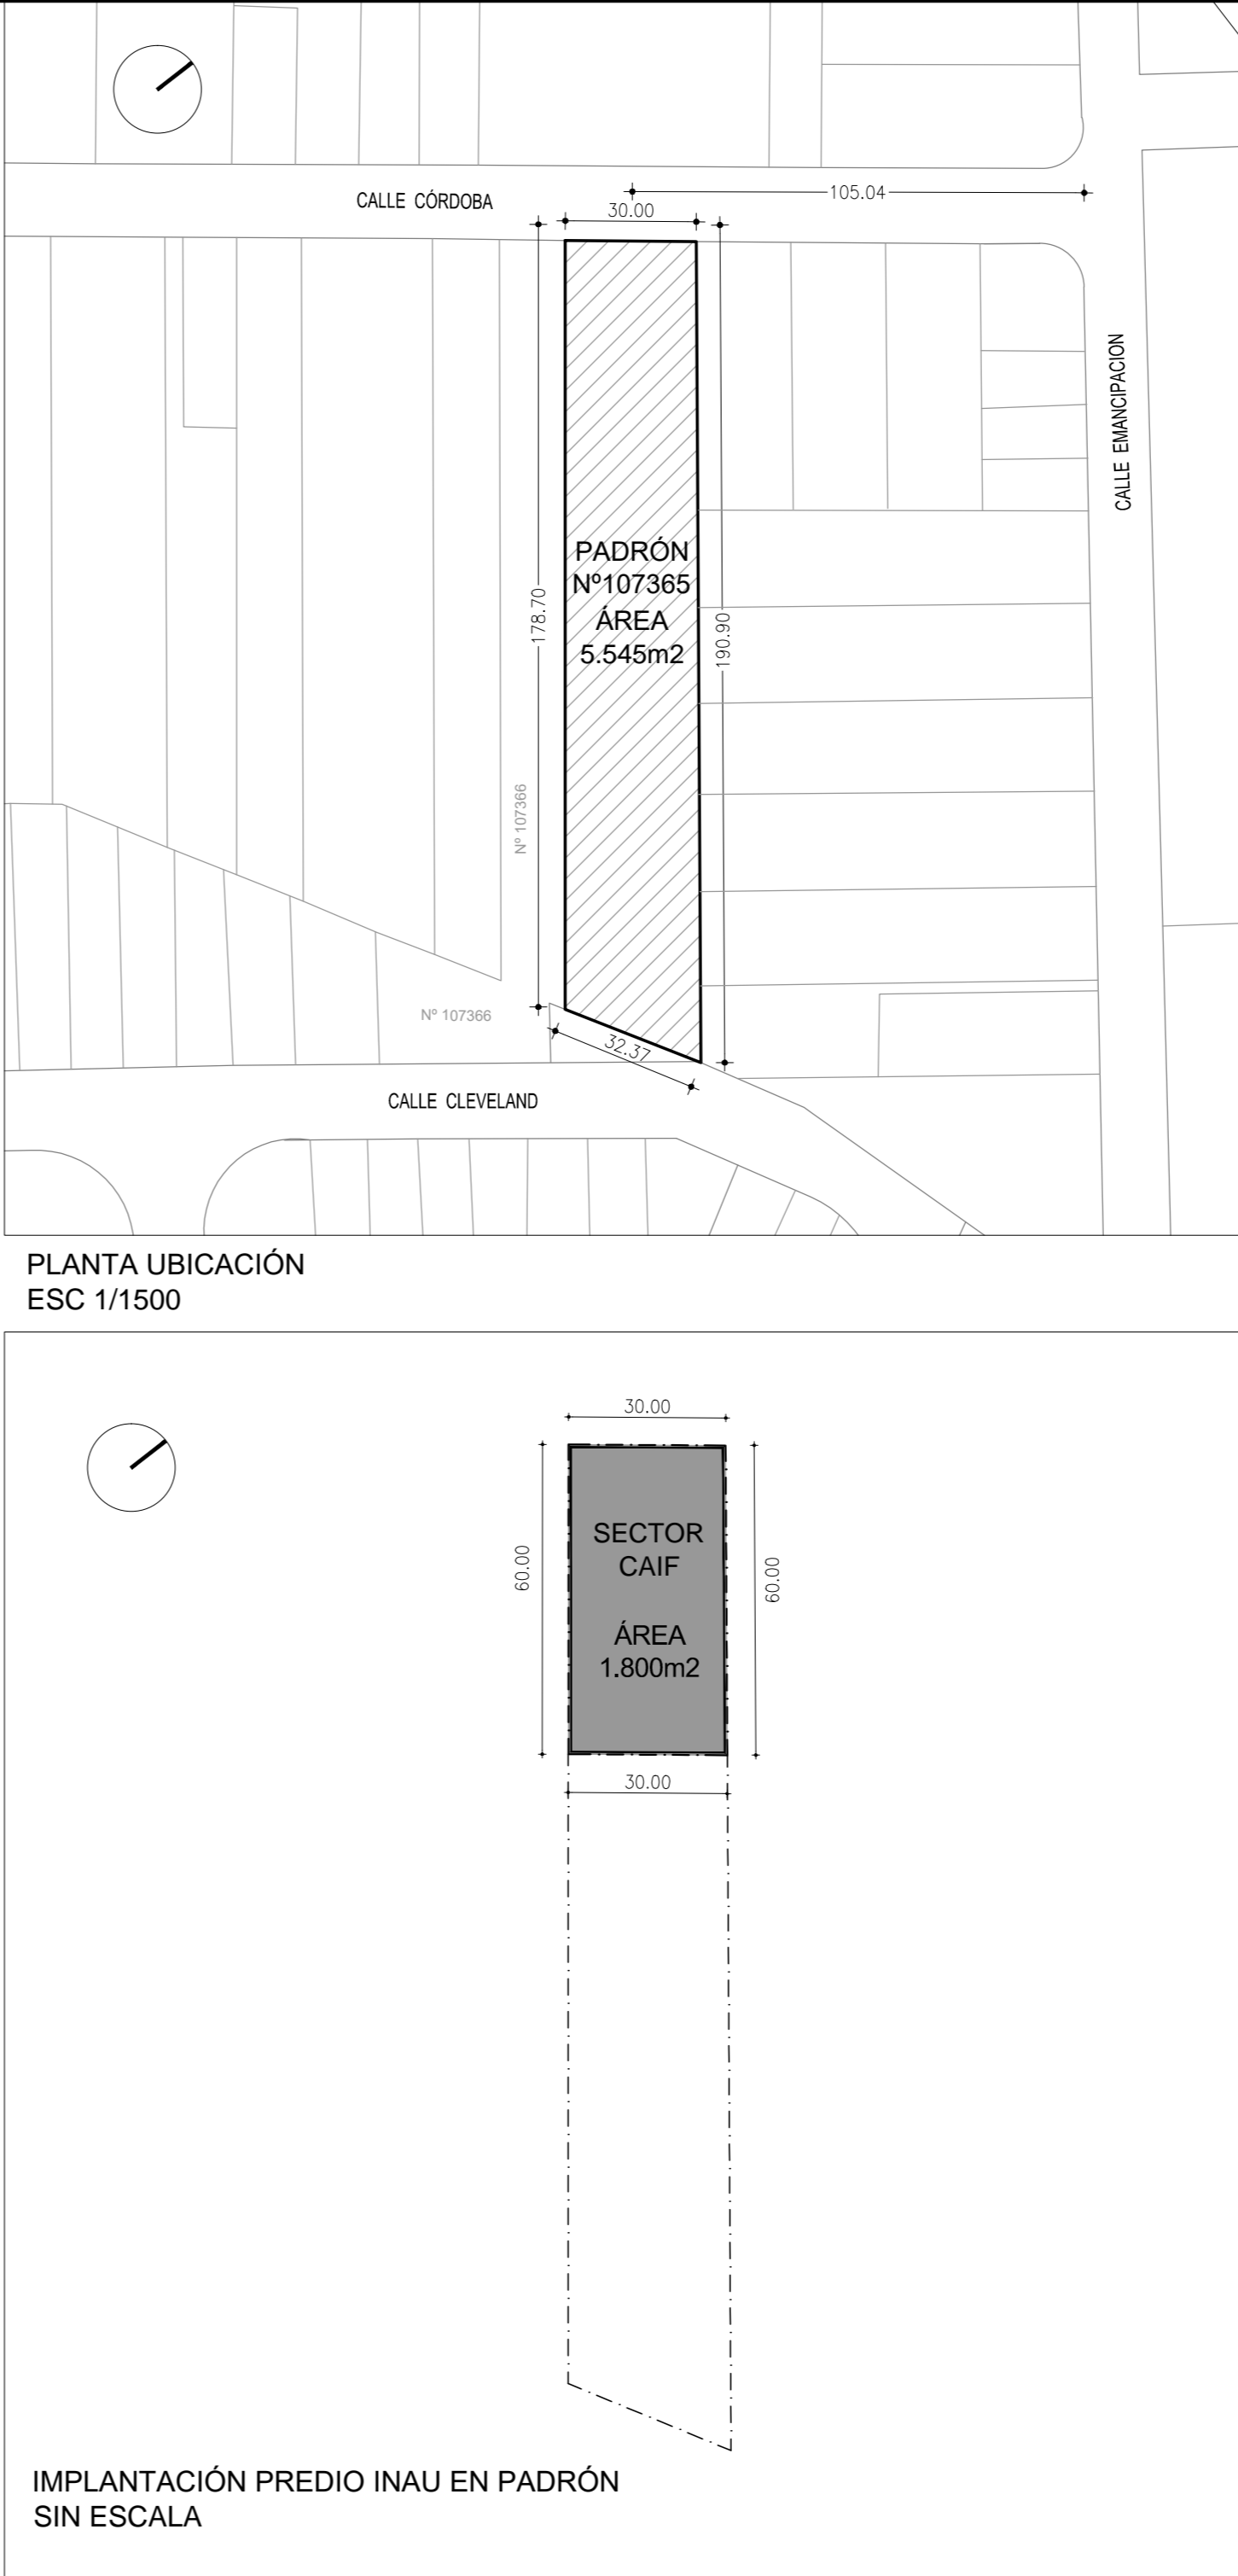 CALLE CÓRDOBA
105.04
30.00
CALLE EMANCIPACION
PADRÓN
Nº107365
ÁREA
5.545m2
178.70
190.90
Nº 107366
Nº 107366
32.37
CALLE CLEVELAND
PLANTA UBICACIÓN
ESC 1/1500
30.00
SECTOR
CAIF
60.00
60.00
ÁREA
1.800m2
30.00
IMPLANTACIÓN PREDIO INAU EN PADRÓN
SIN ESCALA